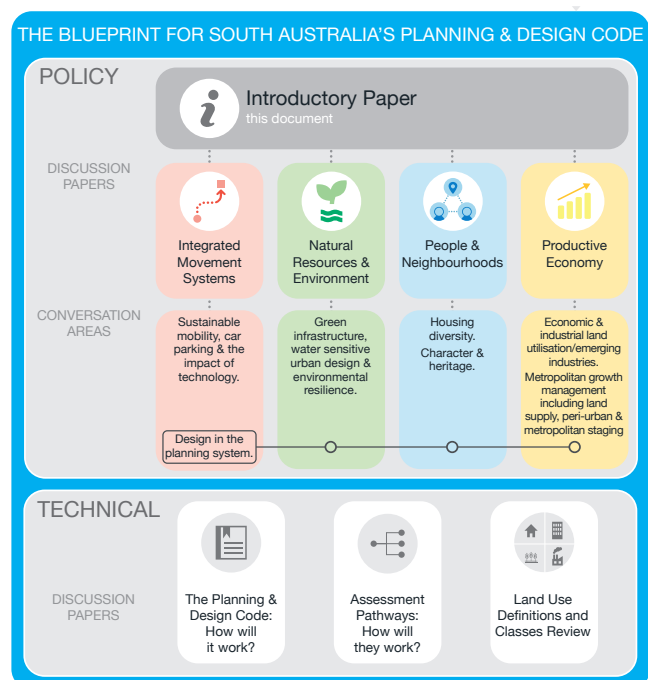 THE BLUEPRINT FOR SOUTH AUSTRALIA'S PLANNING & DESIGN CODE
POLICY
Introductory Paper
this document
DISCUSSION
PAPERS
Integrated
Movement
Systems
Natural
Resources &
Environment
People &
Neighbourhoods
Productive
Economy
CONVERSATION
AREAS
Sustainable
mobility, car
parking & the
impact of
technology.
Green
infrastructure,
water sensitive
urban design &
environmental
resilience.
Housing
diversity.
Character &
heritage.
Economic &
industrial land
utilisation/emerging
industries.
Metropolitan growth
management
including land
supply, peri-urban &
metropolitan staging
Design in the
planning system.
TECHNICAL
DISCUSSION
PAPERS
The Planning &
Design Code:
How will
it work?
Assessment
Pathways:
How will
they work?
Land Use
Definitions and
Classes Review